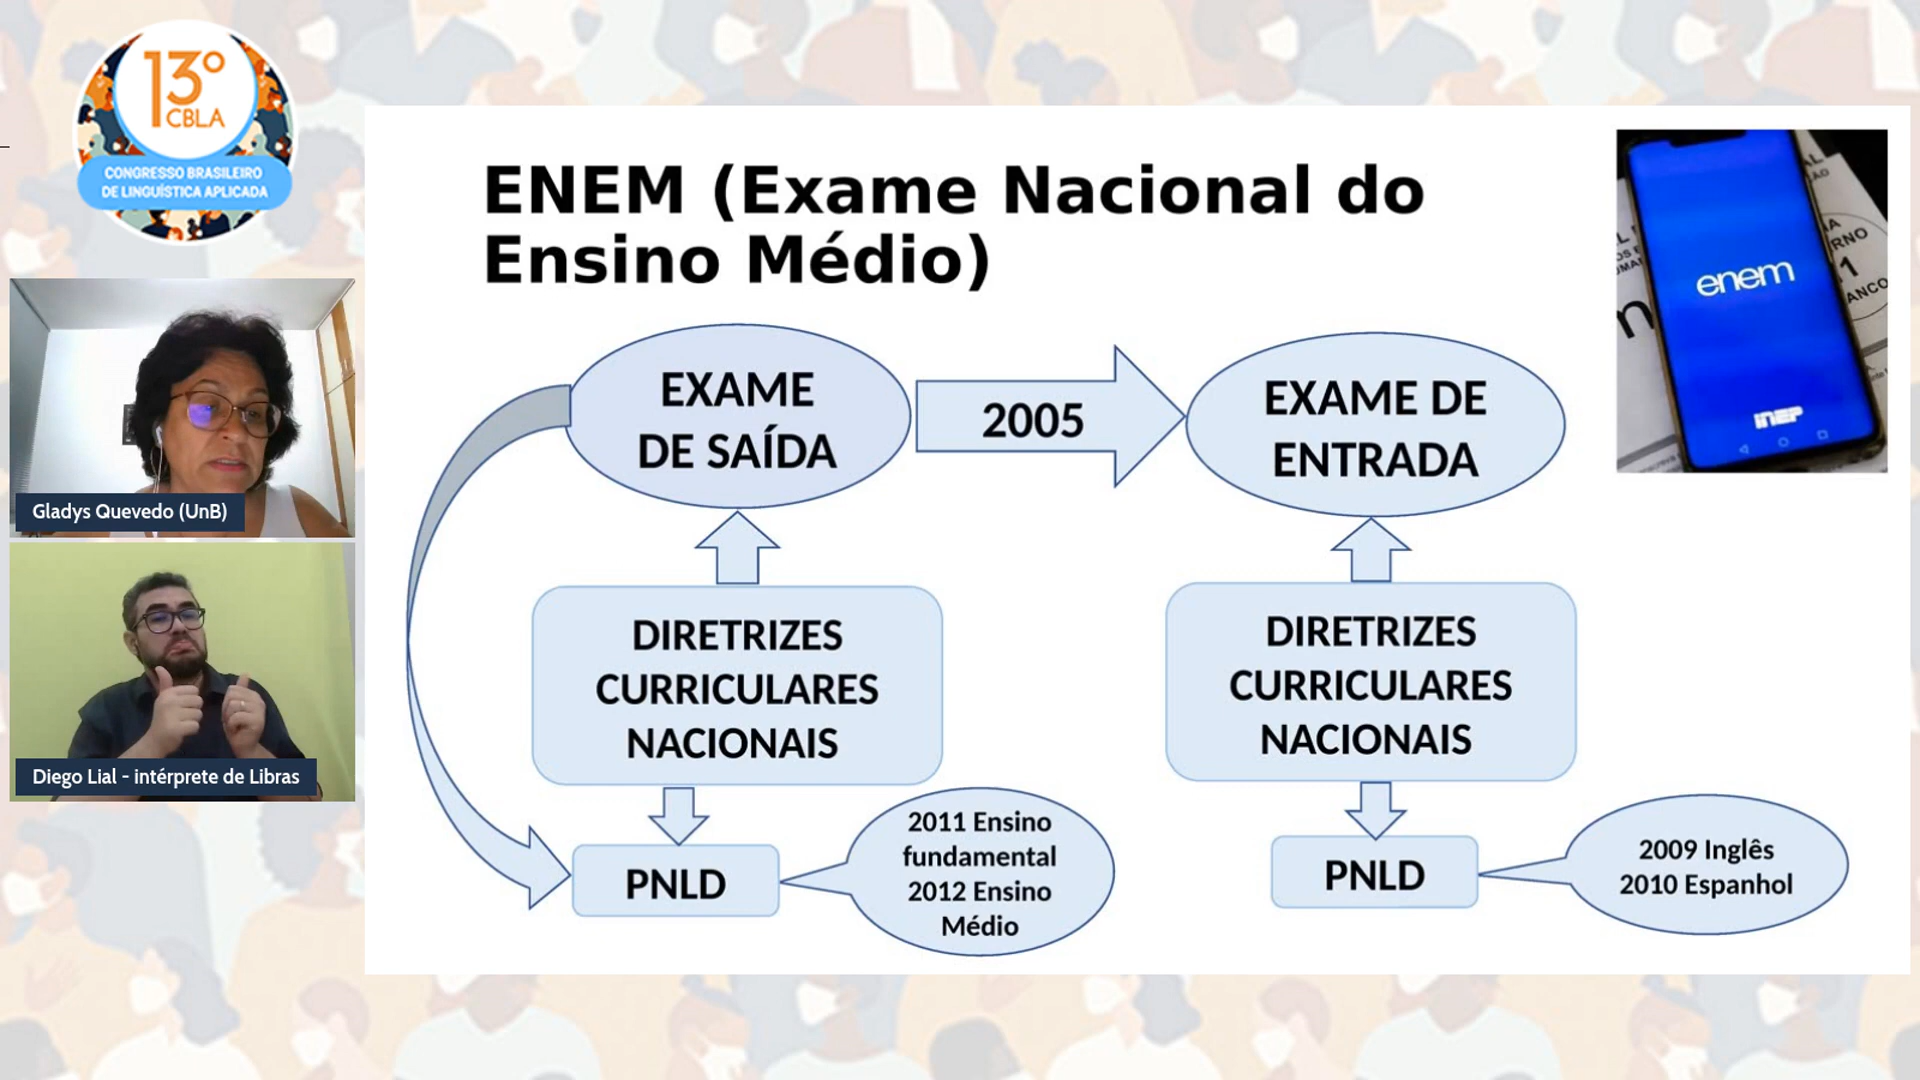 13º
CBLA
CONGRESSO BRASILEIRO
DE LINGUÍSTICA APLICADA
Gladys Quevedo (UnB)
Diego Lial - intérprete de Libras
ENEM (Exame Nacional do
Ensino Médio)
enem
inep
EXAME
DE SAÍDA
2005
EXAME DE
ENTRADA
DIRETRIZES
CURRICULARES
NACIONAIS
DIRETRIZES
CURRICULARES
NACIONAIS
PNLD
2011 Ensino
fundamental
2012 Ensino
Médio
PNLD
2009 Inglês
2010 Espanhol